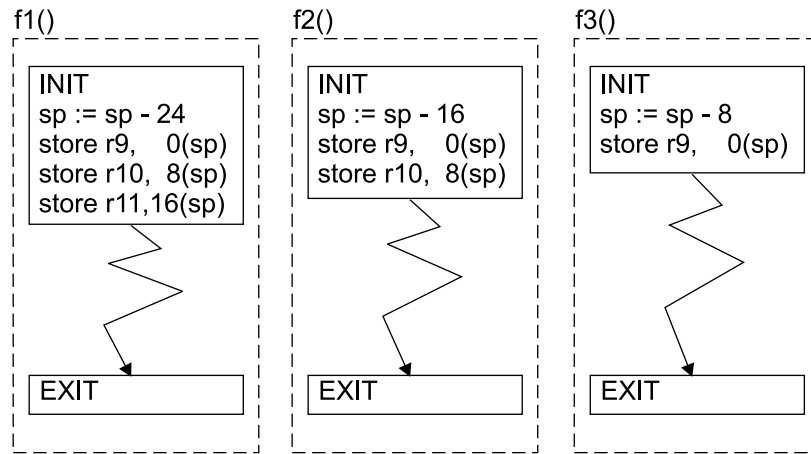 f1()
INIT
sp := sp - 24
store r9, 0(sp)
store r10, 8(sp)
store r11,16(sp)
EXIT
f2()
INIT
sp := sp - 16
store r9, 0(sp)
store r10, 8(sp)
EXIT
f3()
INIT
sp := sp - 8
store r9, 0(sp)
EXIT